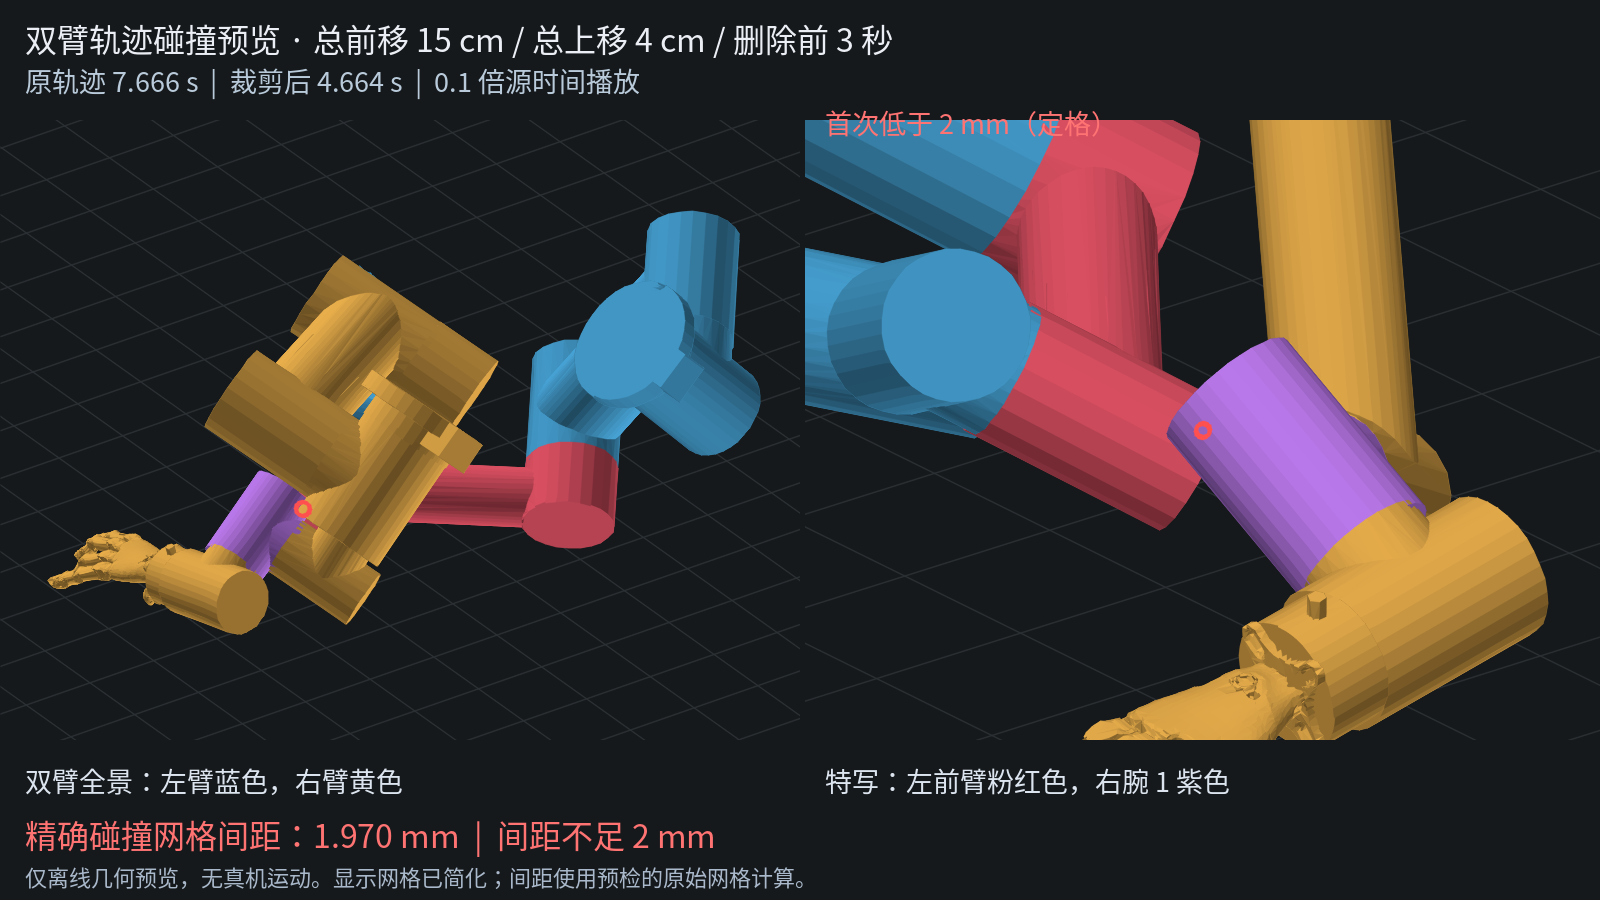 双臂轨迹碰撞预览 · 总前移 15 cm / 总上移 4 cm / 删除前 3 秒
原轨迹 7.666 s | 裁剪后 4.664 s | 0.1 倍源时间播放
首次低于 2 mm（定格）
双臂全景：左臂蓝色，右臂黄色
特写：左前臂粉红色，右腕 1 紫色
精确碰撞网格间距：1.970 mm | 间距不足 2 mm
仅离线几何预览，无真机运动。显示网格已简化；间距使用预检的原始网格计算。